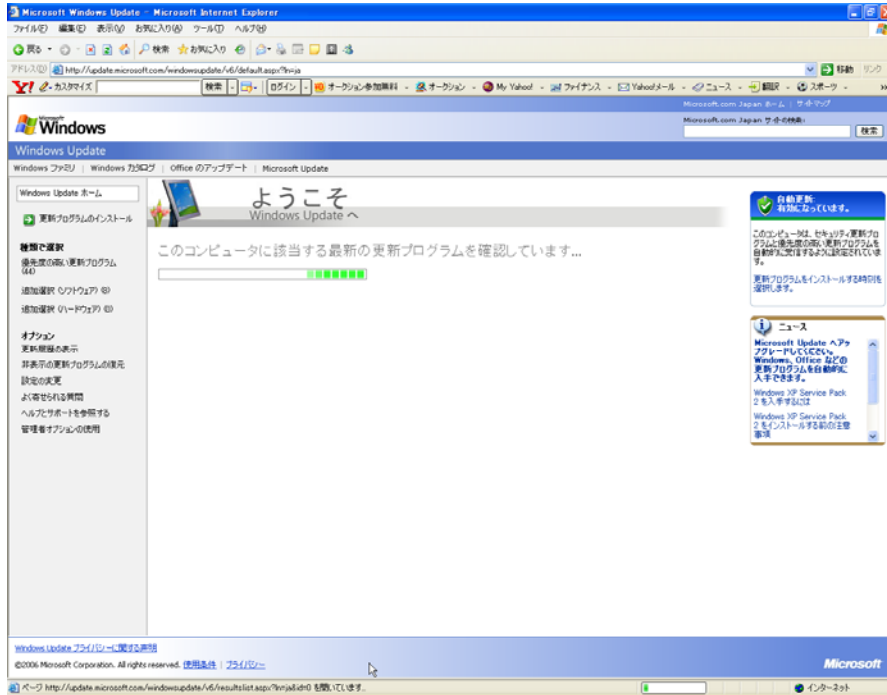 Microsoft Windows Update - Microsoft Internet Explorer
ファイル(F) 編集(E) 表示(V) お気に入り(A) ツール(T) ヘルプ(H)
戻る 検索 お気に入り
アドレス(D) http://update.microsoft.com/windowsupdate/v6/default.aspx?ln=ja 移動 リンク
Y! カスタマイズ 検索 ログイン オークション参加無料 オークション My Yahoo! ファイナンス Yahoo!メール ニュース 翻訳 スポーツ
Microsoft.com Japan ホーム | サイトマップ
Microsoft Windows
Microsoft.com Japan サイトの検索:
検索
Windows Update
Windows ファミリ | Windows カタログ | Office のアップデート | Microsoft Update
Windows Update ホーム
更新プログラムのインストール
種類で選択
優先度の高い更新プログラム
(44)
追加選択 (ソフトウェア)
追加選択 (ハードウェア)
オプション
更新履歴の表示
非表示の更新プログラムの復元
設定の変更
よく寄せられる質問
ヘルプとサポートを参照する
管理者オプションの使用
ようこそ
Windows Update へ
このコンピュータに該当する最新の更新プログラムを確認しています...
自動更新:
有効になっています。
このコンピュータは、セキュリティ更新プロ
グラムと優先度の高い更新プログラムを
自動的に受信するように設定されていま
す。
更新プログラムをインストールする時刻を
選択します。
ニュース
Microsoft Update へアッ
プグレードしてください。
Windows、Office などの
更新プログラムを自動的に
入手できます。
Windows XP Service Pack
2 を入手するには
Windows XP Service Pack
2 をインストールする前の注意
事項
Windows Update プライバシーに関する声明
©2006 Microsoft Corporation. All rights reserved. 使用条件 | プライバシー
Microsoft
ページ http://update.microsoft.com/windowsupdate/v6/resultslist.aspx?ln=ja&id=0 を開いています..
インターネット